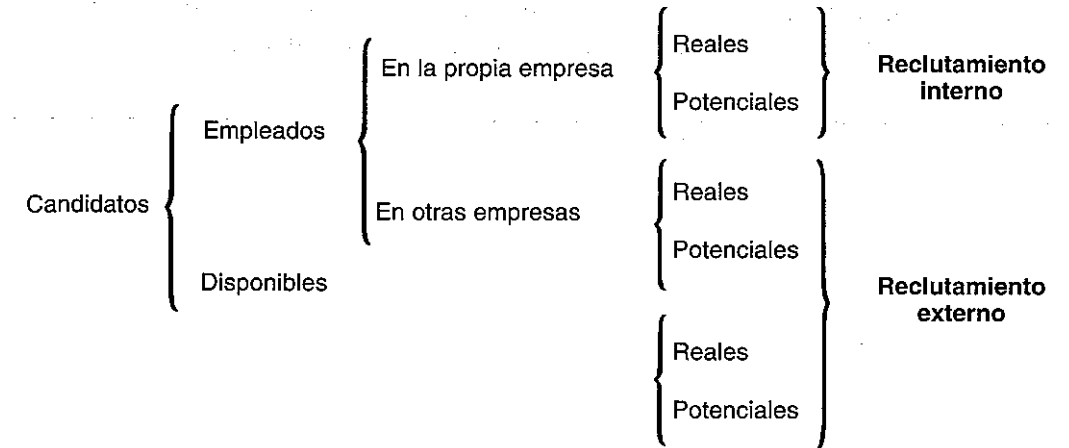 En la propia empresa
Reales
Potenciales
Reclutamiento
interno
Empleados
Candidatos
En otras empresas
Reales
Potenciales
Disponibles
Reclutamiento
externo
Reales
Potenciales